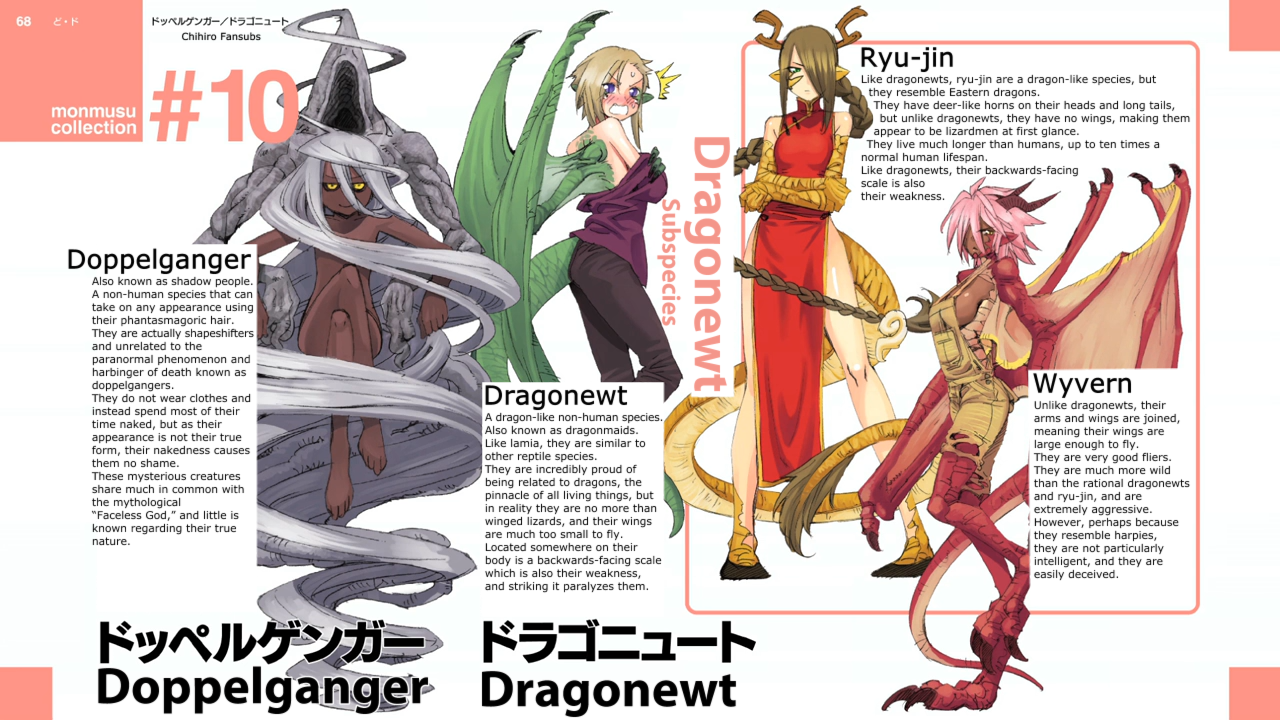 68 ど・ド
ドッペルゲンガー／ドラゴニュート
Chihiro Fansubs
monmusu
collection
#10
Doppelganger
Also known as shadow people.
A non-human species that can
take on any appearance using
their phantasmagoric hair.
They are actually shapeshifters
and unrelated to the
paranormal phenomenon and
harbinger of death known as
doppelgangers.
They do not wear clothes and
instead spend most of their
time naked, but as their
appearance is not their true
form, their nakedness causes
them no shame.
These mysterious creatures
share much in common with
the mythological
“Faceless God,” and little is
known regarding their true
nature.
ドッペルゲンガー
Doppelganger
Dragonewt
A dragon-like non-human species.
Also known as dragonmaids.
Like lamia, they are similar to
other reptile species.
They are incredibly proud of
being related to dragons, the
pinnacle of all living things, but
in reality they are no more than
winged lizards, and their wings
are much too small to fly.
Located somewhere on their
body is a backwards-facing scale
which is also their weakness,
and striking it paralyzes them.
ドラゴニュート
Dragonewt
Dragonewt
Subspecies
Ryu-jin
Like dragonewts, ryu-jin are a dragon-like species, but
they resemble Eastern dragons.
They have deer-like horns on their heads and long tails,
but unlike dragonewts, they have no wings, making them
appear to be lizardmen at first glance.
They live much longer than humans, up to ten times a
normal human lifespan.
Like dragonewts, their backwards-facing
scale is also
their weakness.
Wyvern
Unlike dragonewts, their
arms and wings are joined,
meaning their wings are
large enough to fly.
They are very good fliers.
They are much more wild
than the rational dragonewts
and ryu-jin, and are
extremely aggressive.
However, perhaps because
they resemble harpies,
they are not particularly
intelligent, and they are
easily deceived.